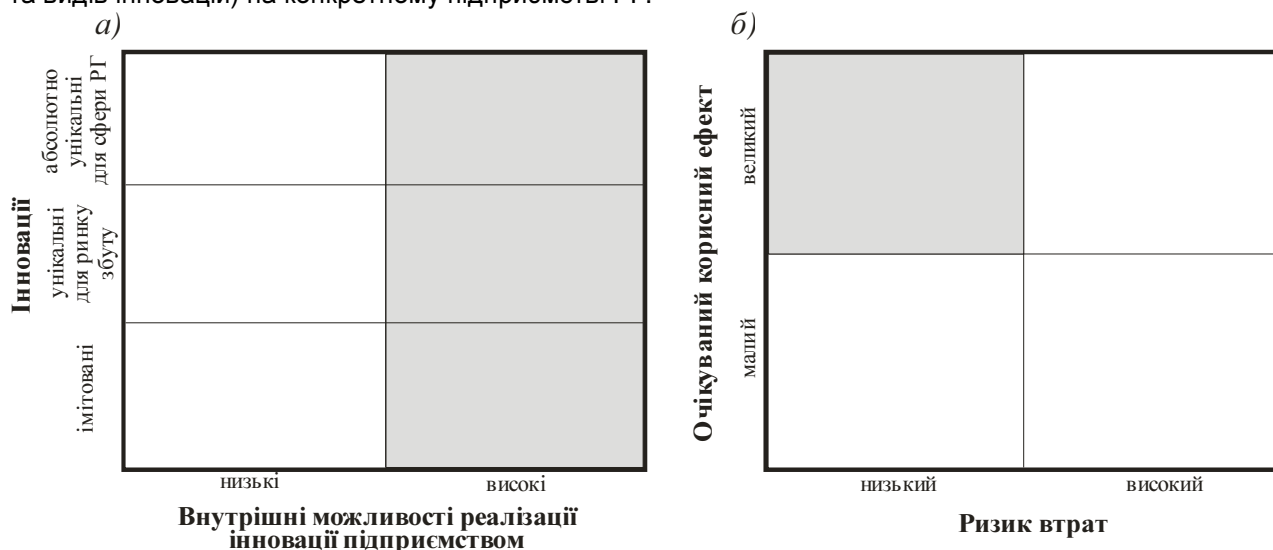 та видів інновацій) на конкретному підприємстві РГ.
а)
Інновації
абсолютно
унікальні
для сфери РГ
унікальні
для ринку
збуту
імітовані
низькі
високі
Внутрішні можливості реалізації
інновації підприємством
б)
Очікуваний корисний ефект
великий
малий
низький
високий
Ризик втрат